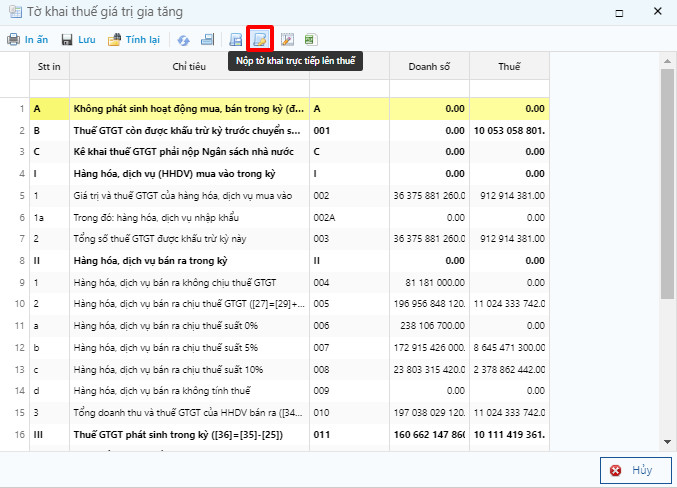 Tờ khai thuế giá trị gia tăng
In ấn Lưu Tính lại
Nộp tờ khai trực tiếp lên thuế
Stt in Chỉ tiêu Doanh số Thuế
1 A Không phát sinh hoạt động mua, bán trong kỳ (đ... A 0.00 0.00
2 B Thuế GTGT còn được khấu trừ kỳ trước chuyển s... 001 0.00 10 053 058 801.
3 C Kê khai thuế GTGT phải nộp Ngân sách nhà nước C 0.00 0.00
4 I Hàng hóa, dịch vụ (HHDV) mua vào trong kỳ I 0.00 0.00
5 1 Giá trị và thuế GTGT của hàng hóa, dịch vụ mua vào 002 36 375 881 260.0 912 914 381.00
6 1a Trong đó: hàng hóa, dịch vụ nhập khẩu 002A 0.00 0.00
7 2 Tổng số thuế GTGT được khấu trừ kỳ này 003 36 375 881 260.0 912 914 381.00
8 II Hàng hóa, dịch vụ bán ra trong kỳ II 0.00 0.00
9 1 Hàng hóa, dịch vụ bán ra không chịu thuế GTGT 004 81 181 000.00 0.00
10 2 Hàng hóa, dịch vụ bán ra chịu thuế GTGT ([27]=[29]+... 005 196 956 848 120. 11 024 333 742.0
11 a Hàng hóa, dịch vụ bán ra chịu thuế suất 0% 006 238 106 700.00 0.00
12 b Hàng hóa, dịch vụ bán ra chịu thuế suất 5% 007 172 915 426 000. 8 645 471 300.00
13 c Hàng hóa, dịch vụ bán ra chịu thuế suất 10% 008 23 803 315 420.0 2 378 862 442.00
14 d Hàng hóa, dịch vụ bán ra không tính thuế 009 0.00 0.00
15 3 Tổng doanh thu và thuế GTGT của HHDV bán ra ([34... 010 197 038 029 120. 11 024 333 742.0
16 III Thuế GTGT phát sinh trong kỳ ([36]=[35]-[25]) 011 160 662 147 860 10 111 419 361.
Hủy